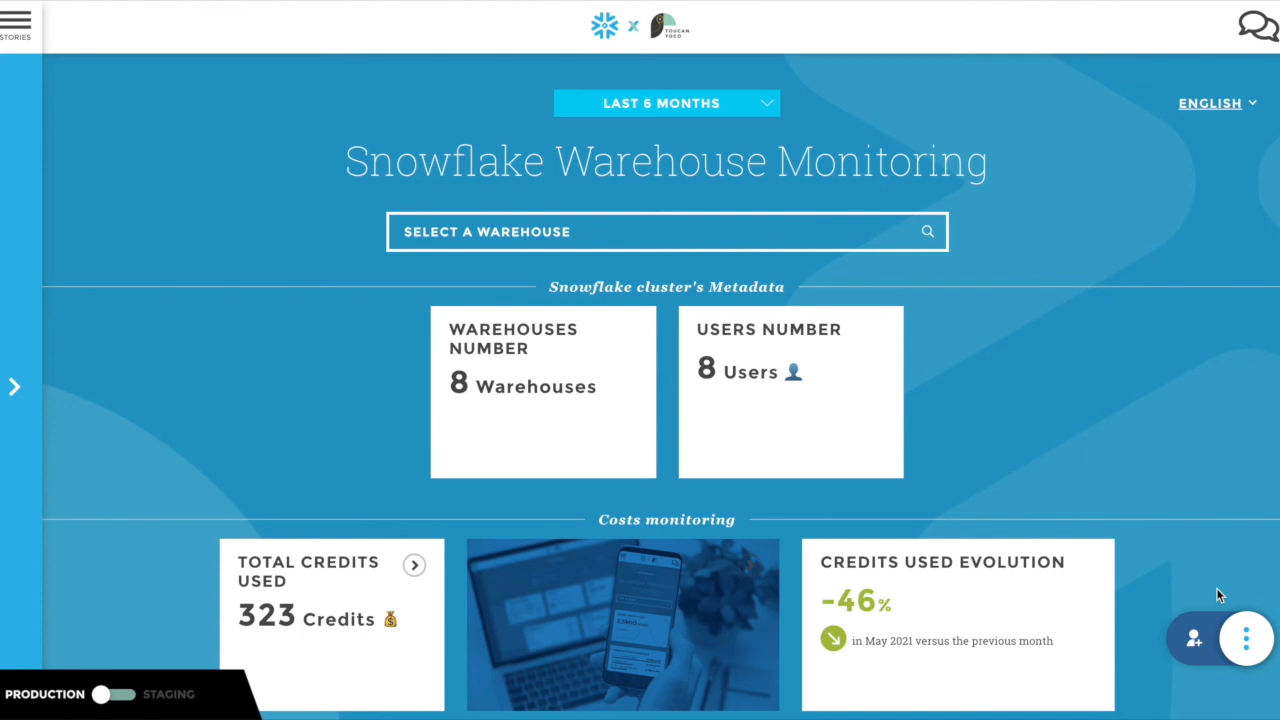 STORIES
x TOUCAN
TOCO
LAST 6 MONTHS
ENGLISH
Snowflake Warehouse Monitoring
SELECT A WAREHOUSE
Snowflake cluster's Metadata
WAREHOUSES
NUMBER
8 Warehouses
USERS NUMBER
8 Users
Costs monitoring
TOTAL CREDITS
USED
323 Credits
CREDITS USED EVOLUTION
-46%
in May 2021 versus the previous month
PRODUCTION STAGING